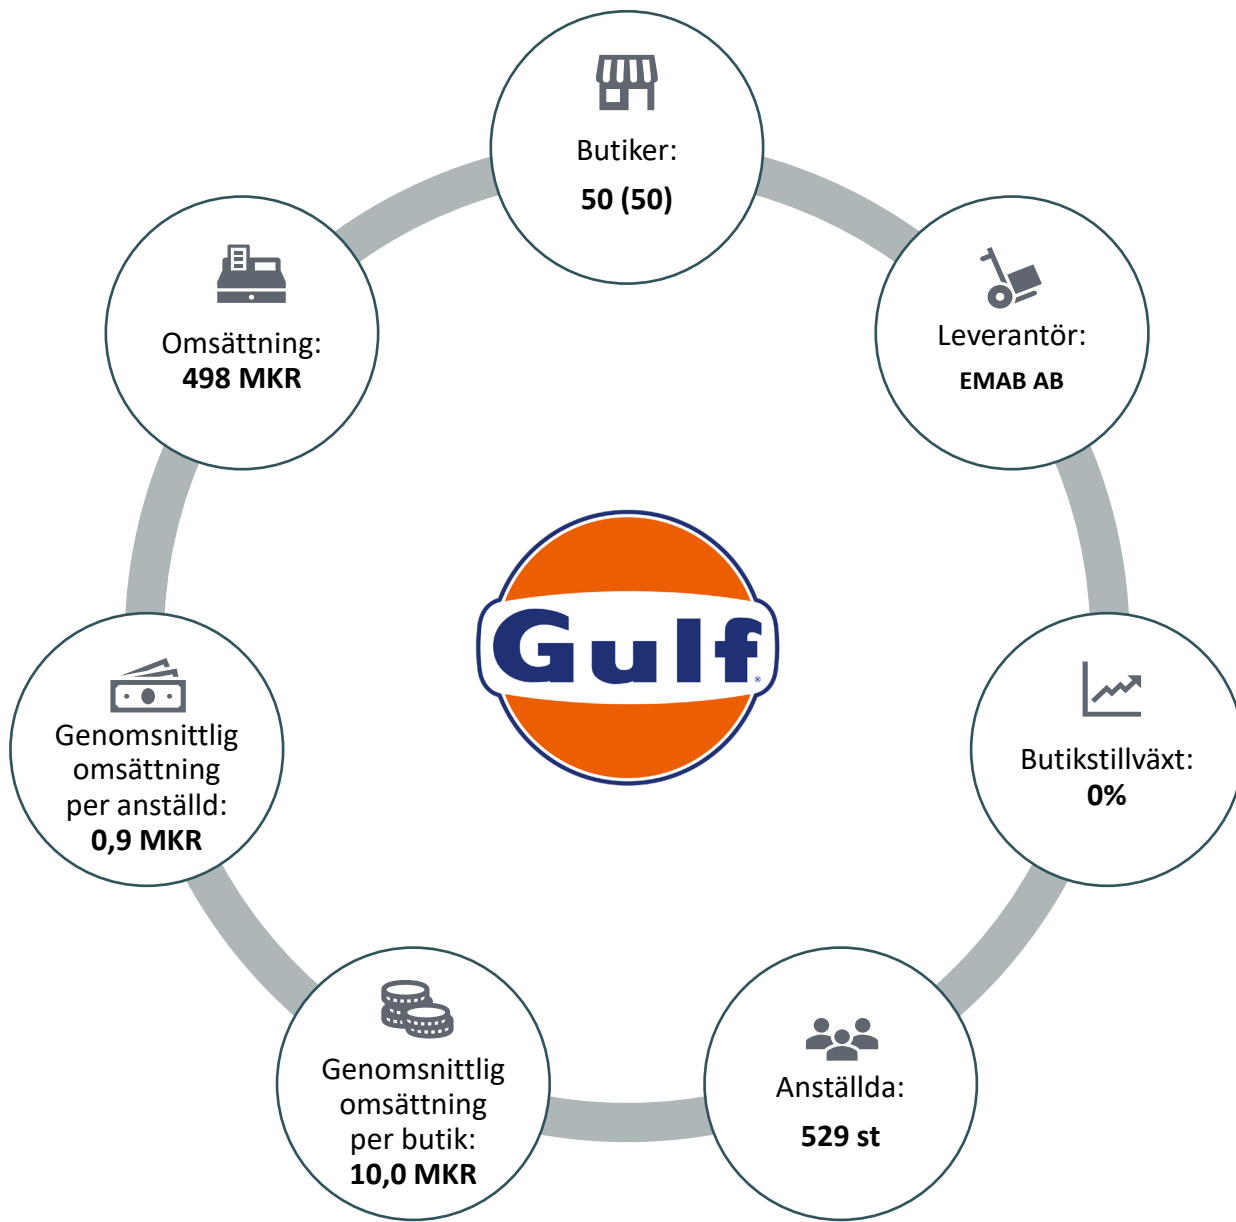 Butiker:
50 (50)
Leverantör:
EMAB AB
Butikstillväxt:
0%
Anställda:
529 st
Genomsnittlig
omsättning
per butik:
10,0 MKR
Genomsnittlig
omsättning
per anställd:
0,9 MKR
Omsättning:
498 MKR
Gulf®